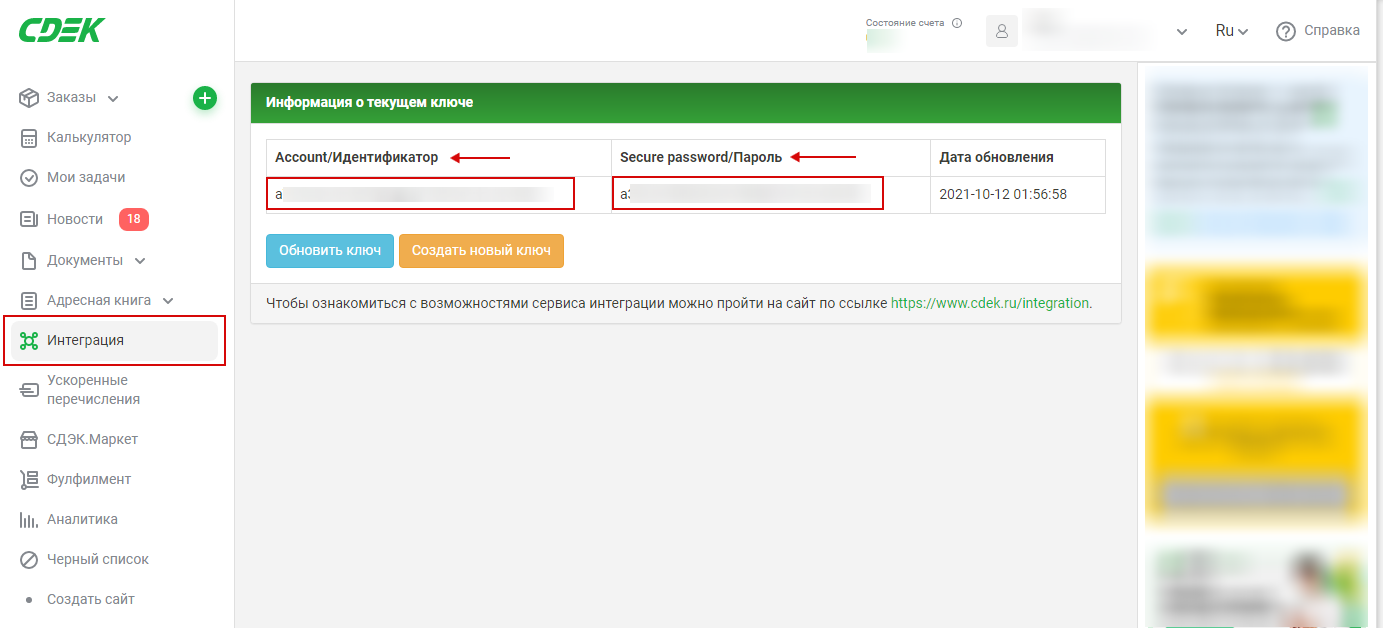 CDEK
Состояние счета
Ru
Справка
Заказы
Калькулятор
Мои задачи
Новости 18
Документы
Адресная книга
Интеграция
Ускоренные
перечисления
СДЭК.Маркет
Фулфилмент
Аналитика
Черный список
Создать сайт
Информация о текущем ключе
Account/Идентификатор Secure password/Пароль Дата обновления
a a3 2021-10-12 01:56:58
Обновить ключ Создать новый ключ
Чтобы ознакомиться с возможностями сервиса интеграции можно пройти на сайт по ссылке https://www.cdek.ru/integration.